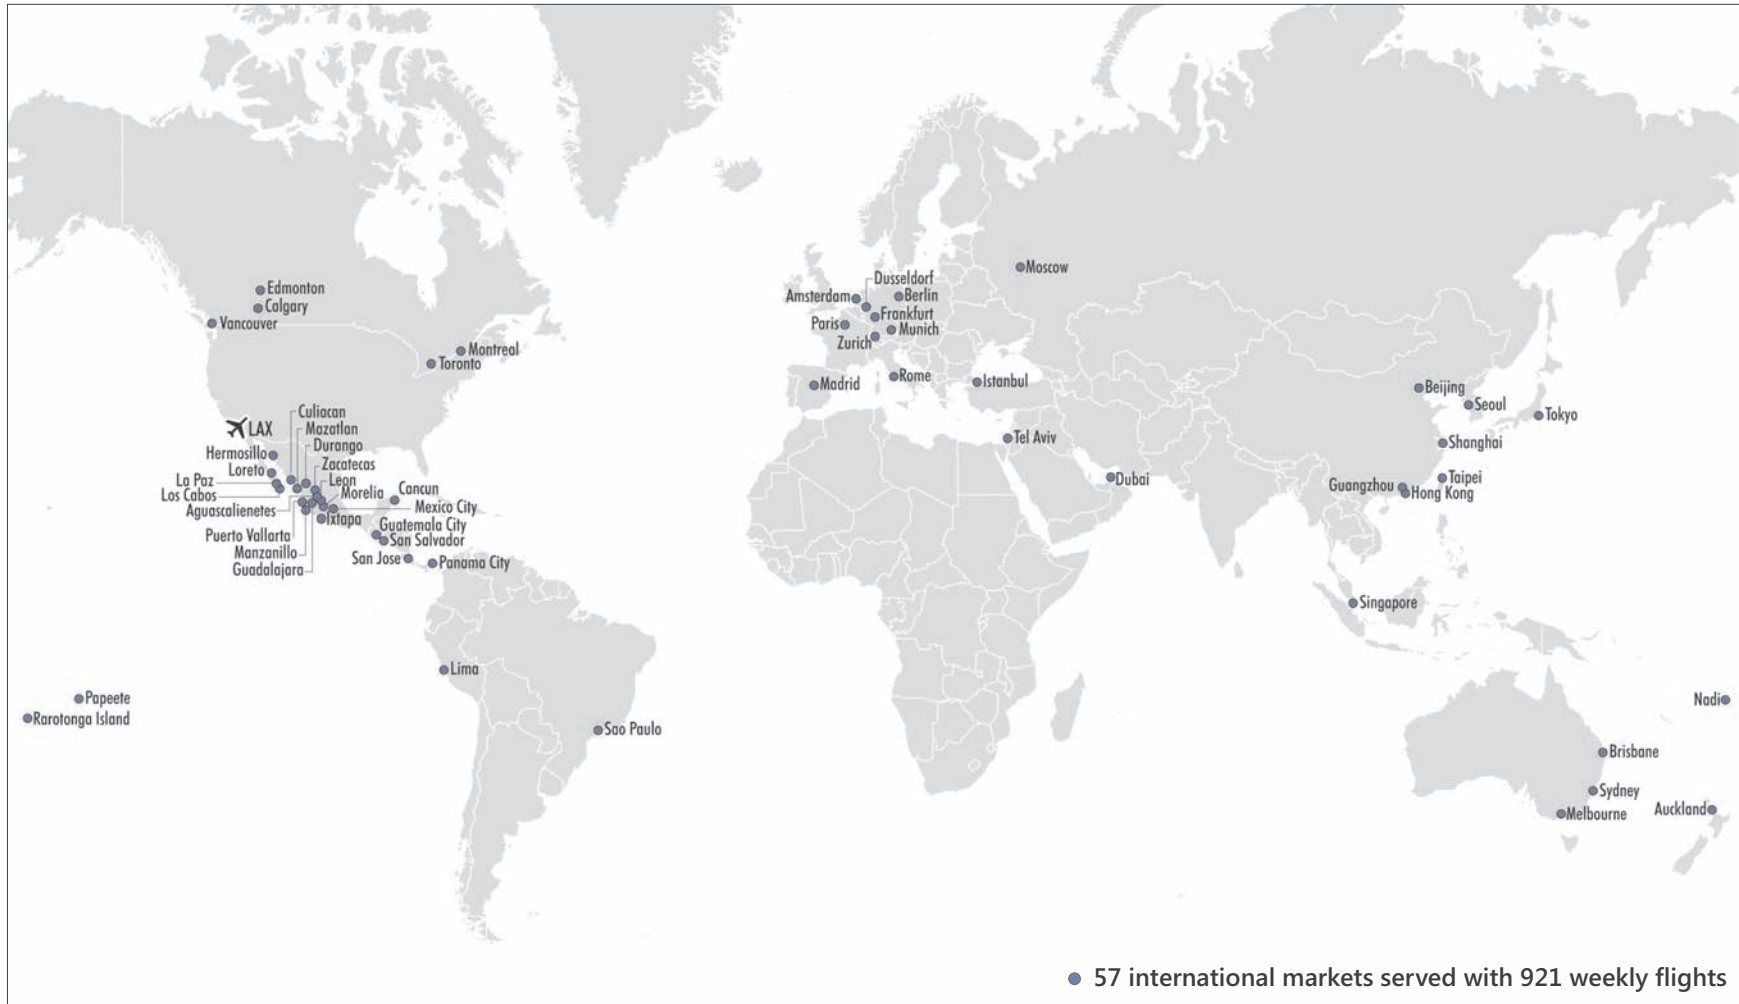 Moscow
Dusseldorf
Amsterdam
Berlin
Edmonton
Calgary
Frankfurt
Paris
Vancouver
Munich
Zurich
Montreal
Toronto
Rome
Istanbul
Madrid
Beijing
Seoul
Culiacan
Tokyo
LAX
Mazatlan
Tel Aviv
Durango
Shanghai
Hermosillo
Zacatecas
Loreto
Leon
Taipei
La Paz
Dubai
Guangzhou
Cancun
Morelia
Hong Kong
Los Cabos
Aguascalienetes
Mexico City
Ixtapa
Guatemala City
Puerto Vallarta
San Salvador
Manzanillo
San Jose
Panama City
Guadalajara
Singapore
Lima
Papeete
Nadi
Rarotonga Island
Sao Paulo
Brisbane
Sydney
Auckland
Melbourne
57 international markets served with 921 weekly flights